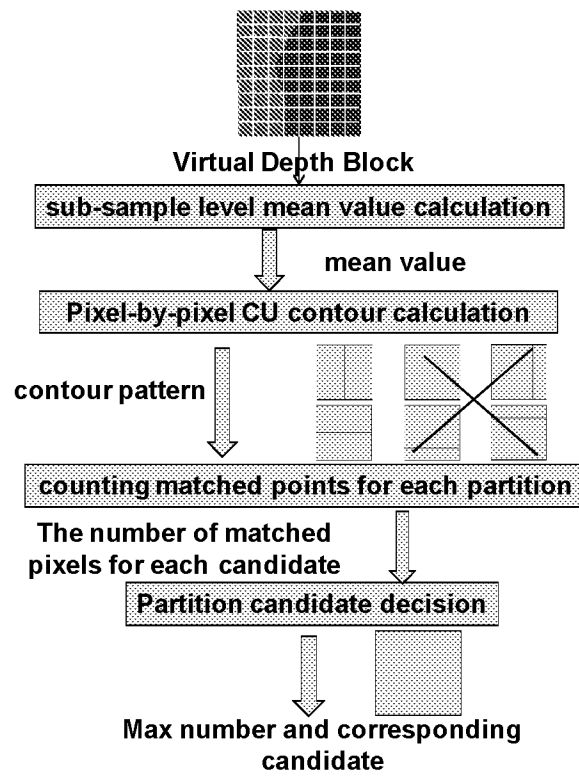 Virtual Depth Block
sub-sample level mean value calculation
mean value
Pixel-by-pixel CU contour calculation
contour pattern
counting matched points for each partition
The number of matched
pixels for each candidate
Partition candidate decision
Max number and corresponding
candidate